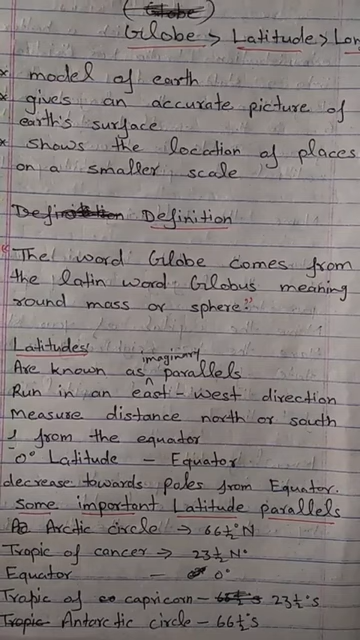 (Globe)
Globe > Latitude > Lon
* model of earth
* gives an accurate picture of
earth's surface
* shows the location of places
on a smaller scale
Definition
"The word Globe comes from
the latin word Globus meaning
round mass or sphere."
Latitudes:
Are known as imaginary parallels
Run in an east-west direction
Measure distance north or south
from the equator
0° Latitude - Equator
decrease towards poles from Equator.
Some important Latitude parallels
Arctic circle → 66½°N
Tropic of cancer → 23½N°
Equator - 0°
Tropic of capricorn - 23½°S
Antarctic circle - 66½°S